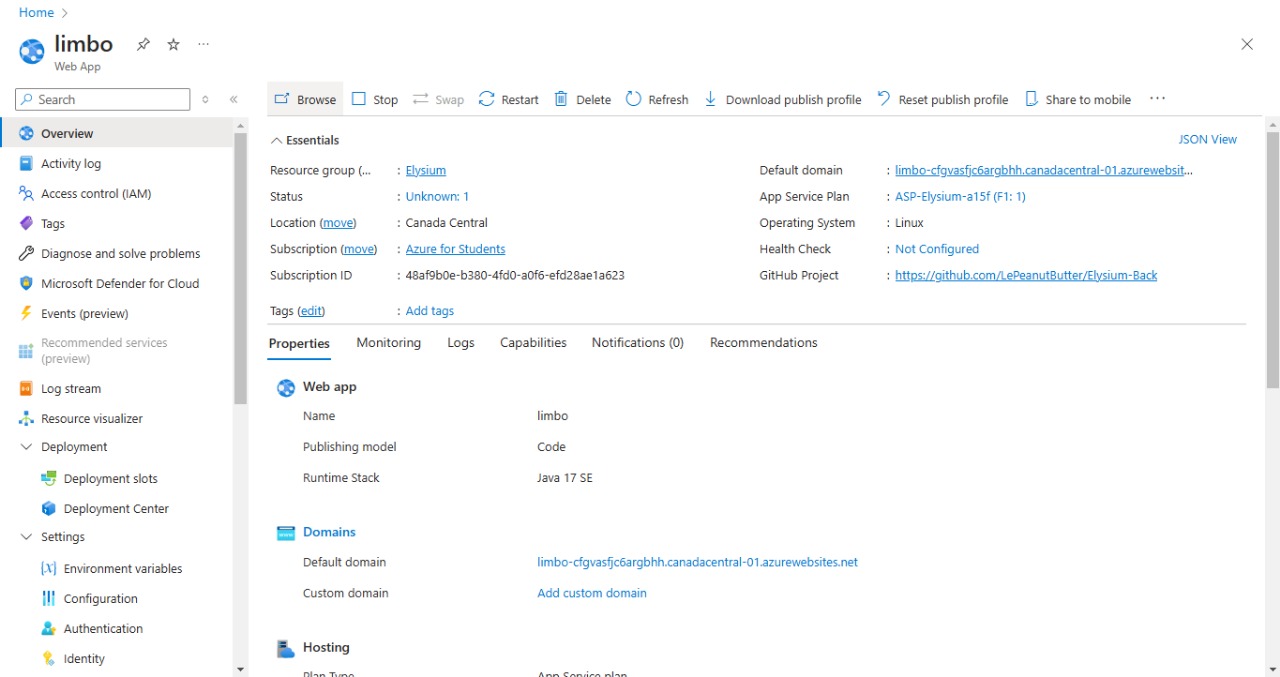 Home
limbo
Web App
Search
Overview
Activity log
Access control (IAM)
Tags
Diagnose and solve problems
Microsoft Defender for Cloud
Events (preview)
Recommended services
(preview)
Log stream
Resource visualizer
Deployment
Deployment slots
Deployment Center
Settings
Environment variables
Configuration
Authentication
Identity
Browse Stop Swap Restart Delete Refresh Download publish profile Reset publish profile Share to mobile ...
Essentials JSON View
Resource group (... : Elysium
Status : Unknown: 1
Location (move) : Canada Central
Subscription (move) : Azure for Students
Subscription ID : 48af9b0e-b380-4fd0-a0f6-efd28ae1a623
Default domain : limbo-cfgvasfjc6argbhh.canadacentral-01.azurewebsit...
App Service Plan : ASP-Elysium-a15f (F1: 1)
Operating System : Linux
Health Check : Not Configured
GitHub Project : https://github.com/LePeanutButter/Elysium-Back
Tags (edit) : Add tags
Properties Monitoring Logs Capabilities Notifications (0) Recommendations
Web app
Name limbo
Publishing model Code
Runtime Stack Java 17 SE
Domains
Default domain limbo-cfgvasfjc6argbhh.canadacentral-01.azurewebsites.net
Custom domain Add custom domain
Hosting
Plan Type App Service plan